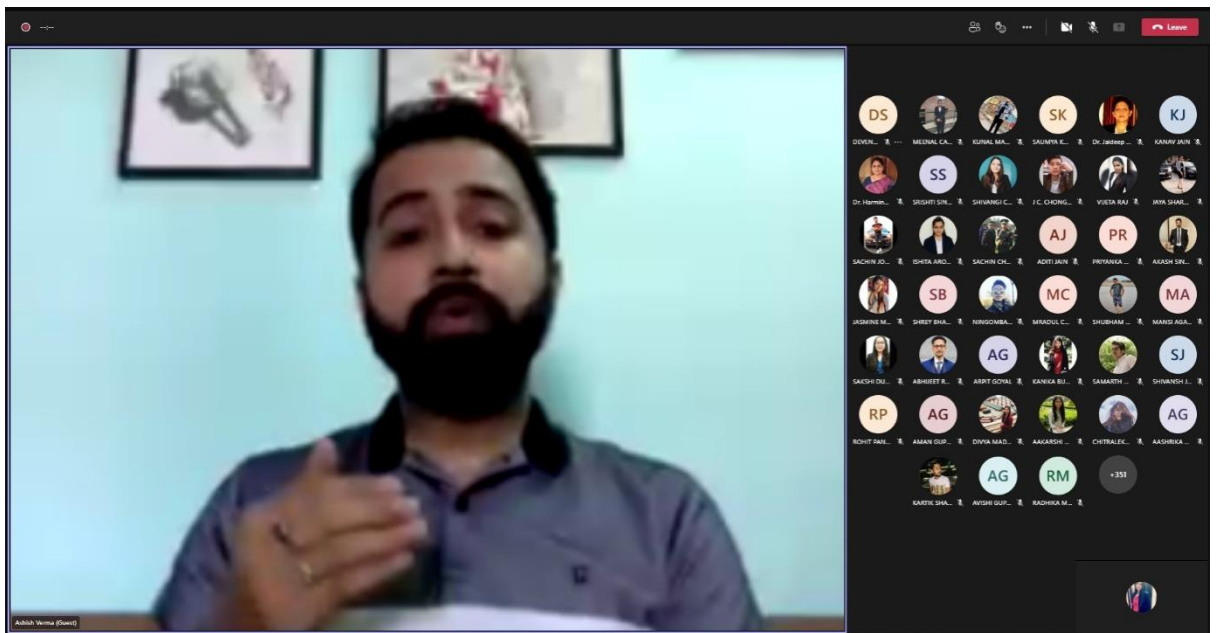 --:--
Leave
DS SK KJ
DEVEN... MEENAL CA... KUNAL MA... SAUMYA K... Dr. Jaideep ... KANAV JAIN
SS
Dr. Harmin... SRISHTI SIN... SHIVANGI C... J C. CHONG... VIJETA RAJ JAYA SHAR...
AJ PR
SACHIN JO... ISHITA ARO... SACHIN CH... ADITI JAIN PRIYANKA ... AKASH SIN...
SB MC MA
JASMINE M... SHREY BHA... NINGOMBA... MRADUL C... SHUBHAM ... MANSI AGA...
AG SJ
SAKSHI DU... ABHIJEET R... ARPIT GOYAL KANIKA BU... SAMARTH ... SHIVANSH J...
RP AG AG
ROHIT PAN... AMAN GUP... DIVYA MAD... AAKARSHI ... CHITRALEK... AASHRIKA ...
AG RM +351
KARTIK SHA... AVISHI GUP... RADHIKA M...
Ashish Verma (Guest)